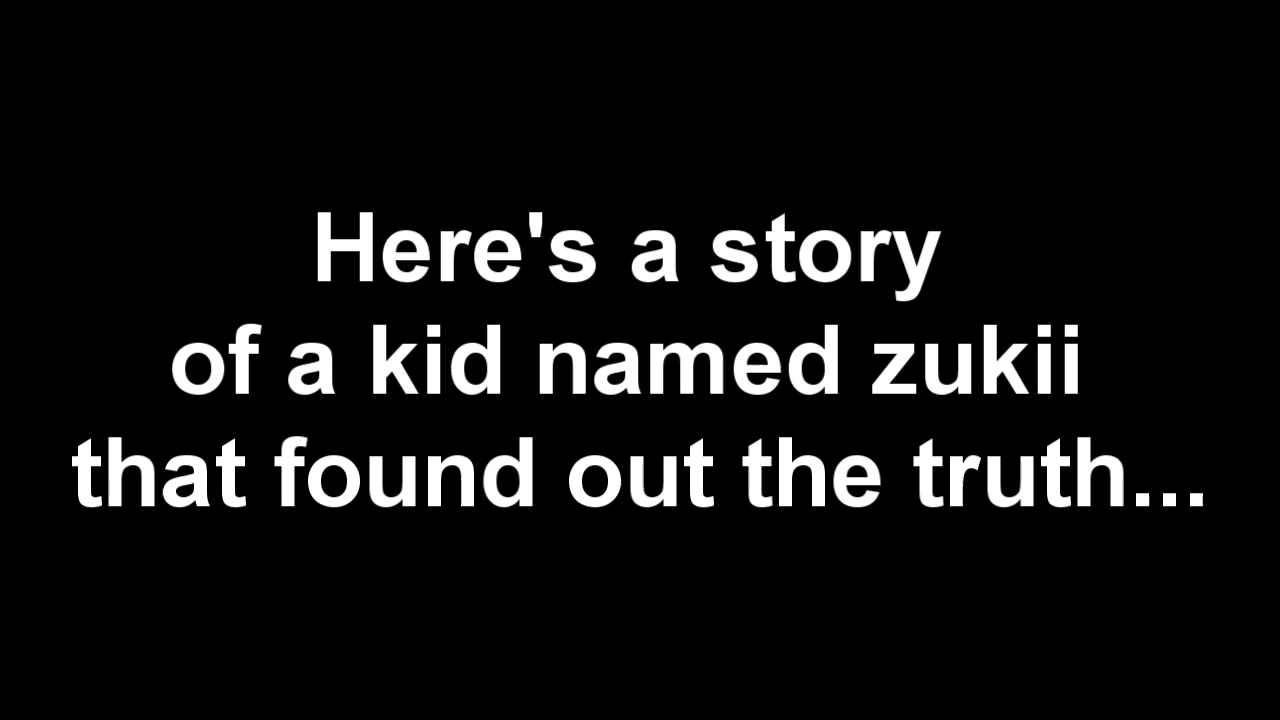 Here's a story
of a kid named zukii
that found out the truth...